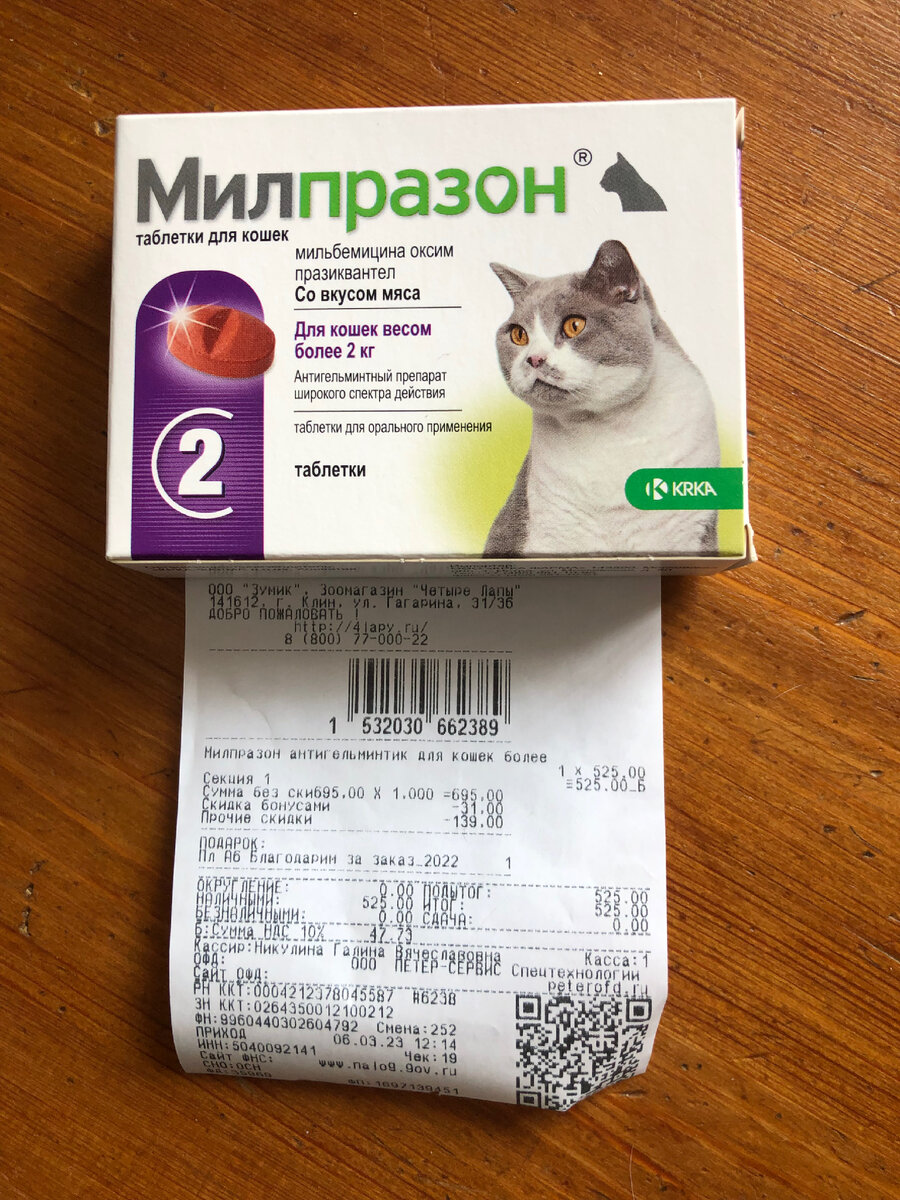 Милпразон®
таблетки для кошек
мильбемицина оксим
празиквантел
Со вкусом мяса
Для кошек весом
более 2 кг
Антигельминтный препарат
широкого спектра действия
таблетки для орального применения
таблетки
2
KRKA
ООО "Зумик", Зоомагазин "Четыре Лапы"
141612, г. Клин, ул. Гагарина, 31/36
ДОБРО ПОЖАЛОВАТЬ !
http://4lapy.ru/
8 (800) 77-000-22
1 532030 662389
Милпразон антигельминтик для кошек более
1 x 525.00
Секция 1 =525.00_Б
Сумма без ски695.00 X 1.000 =695.00
Скидка бонусами -31.00
Прочие скидки -139.00
ПОДАРОК:
Пл А6 Благодарим за заказ_2022 1
ОКРУГЛЕНИЕ: 0.00 ПОДЫТОГ: 525.00
НАЛИЧНЫМИ: 525.00 ИТОГ: 525.00
БЕЗНАЛИЧНЫМИ: 0.00 СДАЧА: 0.00
Б:Сумма НДС 10% 47.73
Кассир:Никулина Галина Вячеславовна Касса:1
ОФД: ООО ПЕТЕР-СЕРВИС Спецтехнологии
Сайт ОФД: peterofd.ru
РН ККТ:0004212378045587 #6238
ЗН ККТ:0264350012100212
ФН:9960440302604792 Смена:252
ПРИХОД 06.03.23 12:14
ИНН:5040092141 Чек:19
Сайт ФНС: www.nalog.gov.ru
СНО:ОСН
ФП:1697139451